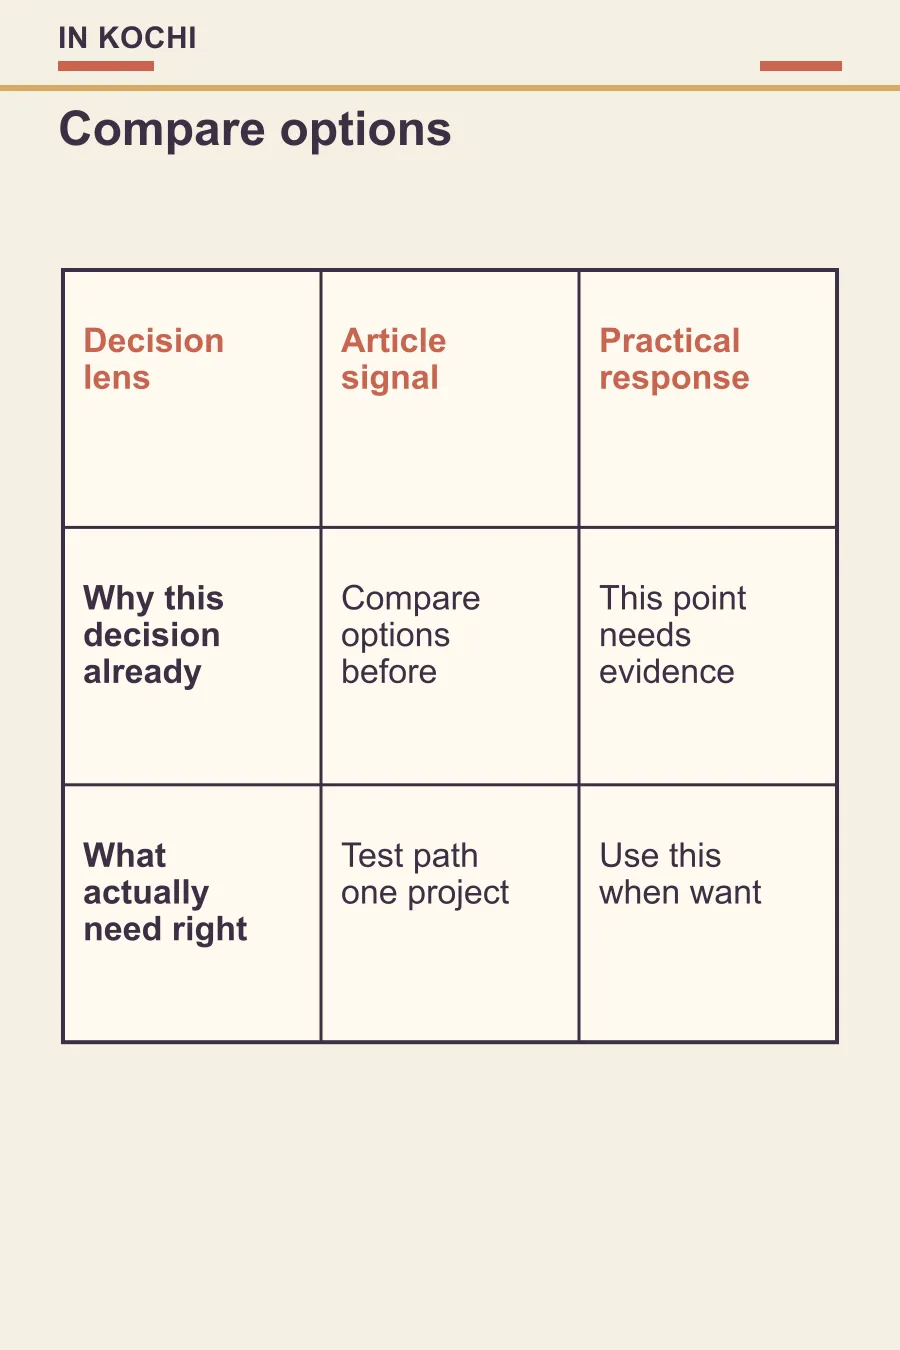 IN KOCHI
Compare options
Decision
lens
Article
signal
Practical
response
Why this
decision
already
Compare
options
before
This point
needs
evidence
What
actually
need right
Test path
one project
Use this
when want